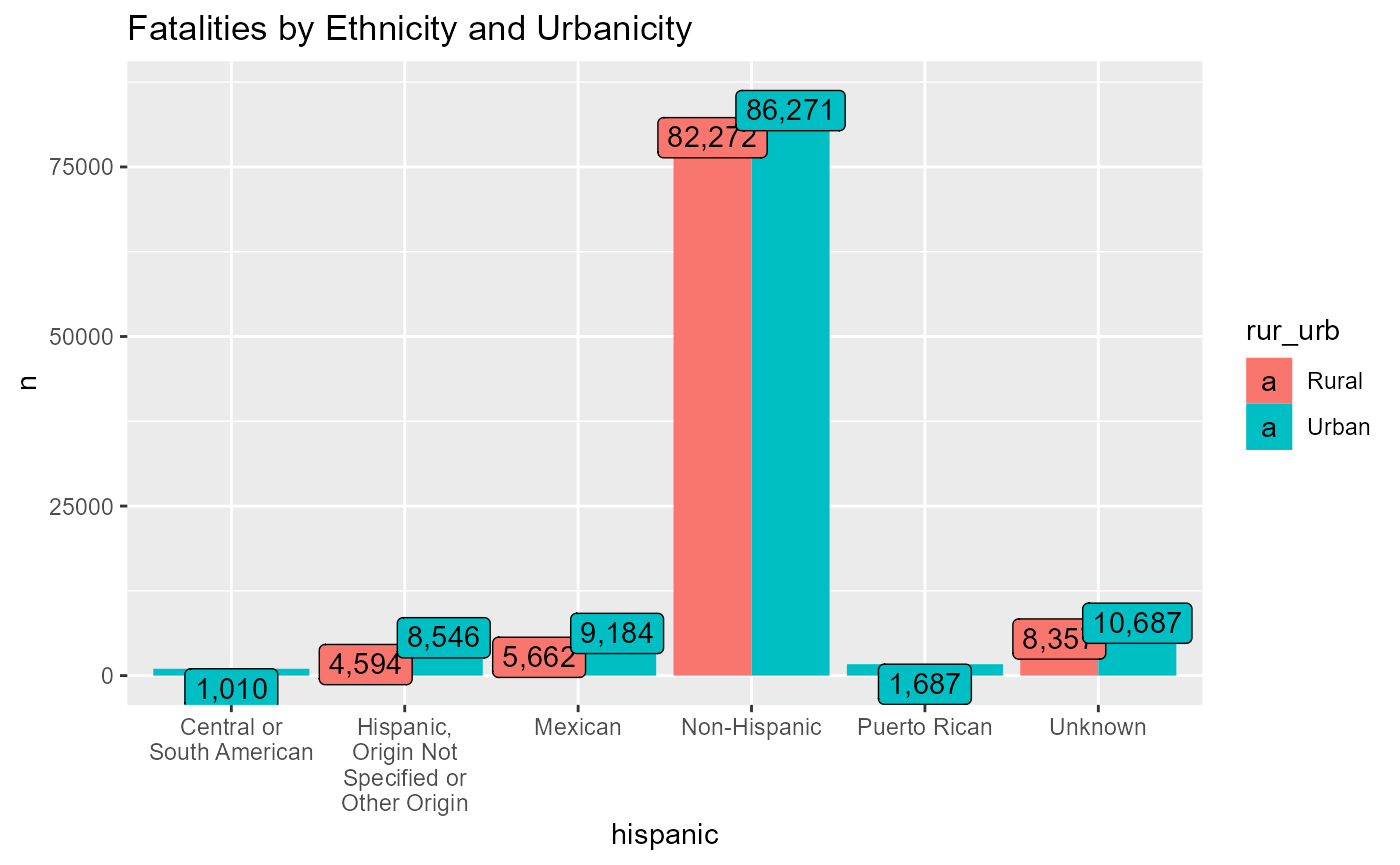 Fatalities by Ethnicity and Urbanicity
n
75000
50000
25000
0
1,010
4,594
8,546
5,662
9,184
82,272
86,271
1,687
8,357
10,687
Central or
South American
Hispanic,
Origin Not
Specified or
Other Origin
Mexican
Non-Hispanic
Puerto Rican
Unknown
hispanic
rur_urb
a Rural
a Urban